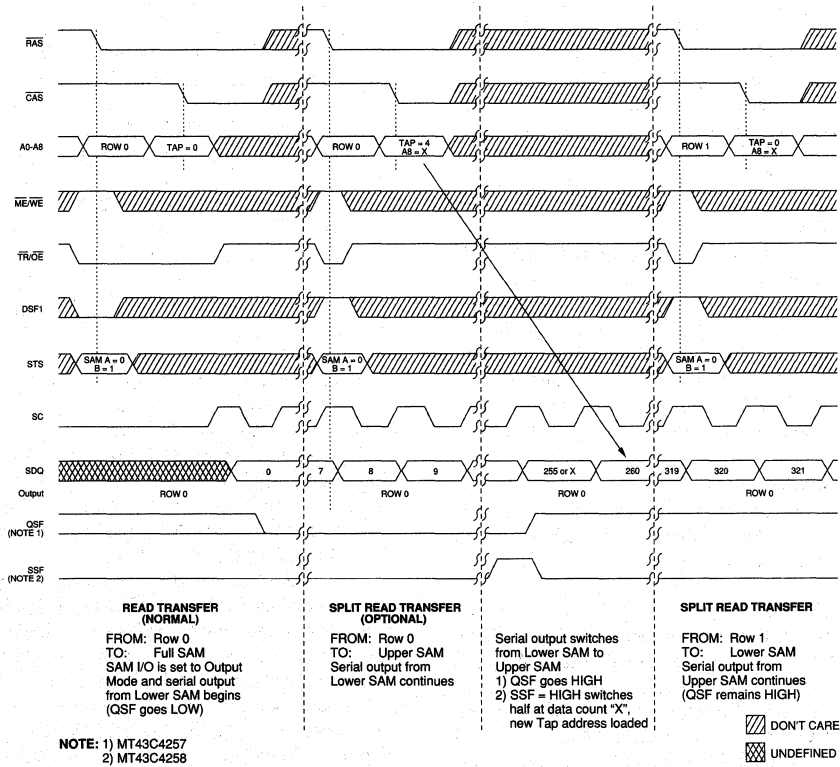 RAS
CAS
A0-A8
ROW 0
TAP = 0
ROW 0
TAP = 4
A8 = X
ROW 1
TAP = 0
A8 = X
ME/WE
TR/OE
DSF1
STS
SAM A = 0
B = 1
SAM A = 0
B = 1
SAM A = 0
B = 1
SC
SDQ
0
7
8
9
255 or X
260
319
320
321
Output
ROW 0
ROW 0
ROW 0
ROW 0
QSF
(NOTE 1)
SSF
(NOTE 2)
READ TRANSFER
(NORMAL)
FROM: Row 0
TO: Full SAM
SAM I/O is set to Output
Mode and serial output
from Lower SAM begins
(QSF goes LOW)
SPLIT READ TRANSFER
(OPTIONAL)
FROM: Row 0
TO: Upper SAM
Serial output from
Lower SAM continues
Serial output switches
from Lower SAM to
Upper SAM
1) QSF goes HIGH
2) SSF = HIGH switches
half at data count "X",
new Tap address loaded
SPLIT READ TRANSFER
FROM: Row 1
TO: Lower SAM
Serial output from
Upper SAM continues
(QSF remains HIGH)
DON'T CARE
UNDEFINED
NOTE: 1) MT43C4257
2) MT43C4258